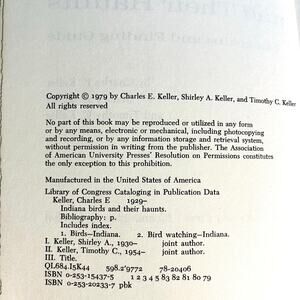 Copyright © 1979 by Charles E. Keller, Shirley A. Keller, and Timothy C. Keller
All rights reserved
No part of this book may be reproduced or utilized in any form
or by any means, electronic or mechanical, including photocopying
and recording, or by any information storage and retrieval system,
without permission in writing from the publisher. The Association
of American University Presses' Resolution on Permissions constitutes
the only exception to this prohibition.
Manufactured in the United States of America
Library of Congress Cataloging in Publication Data
Keller, Charles E 1929–
Indiana birds and their haunts.
Bibliography: p.
Includes index.
1. Birds—Indiana. 2. Bird watching—Indiana.
I. Keller, Shirley A., 1930– joint author.
II. Keller, Timothy C., 1954– joint author.
III. Title.
QL684.I5K44 598.2'9772 78-20406
ISBN 0-253-15437-5 1 2 3 4 5 83 82 81 80 79
ISBN 0-253-20233-7 pbk